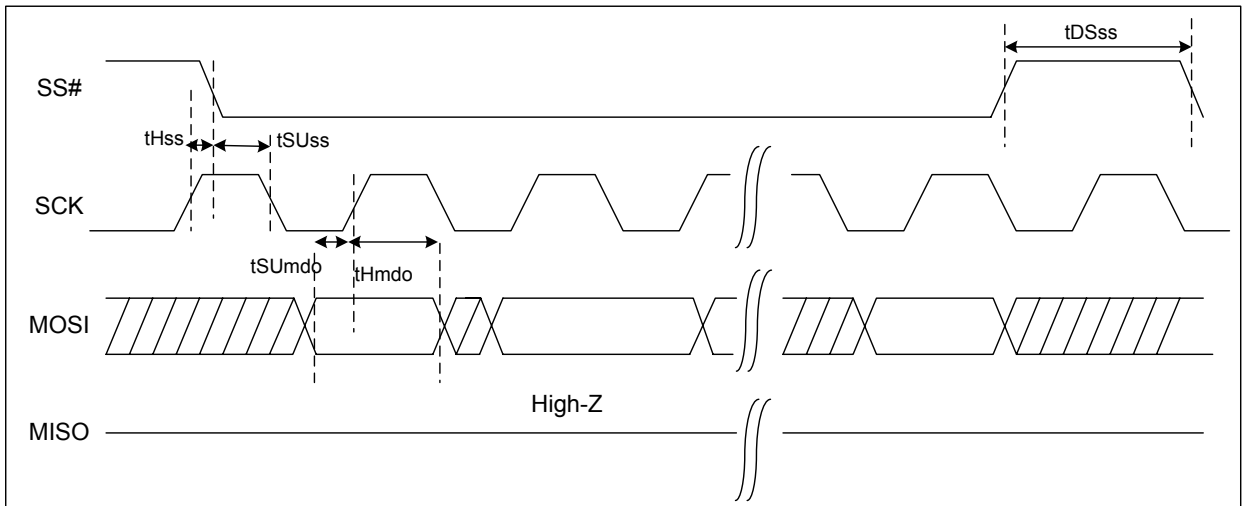 tDSss
SS#
tHss
tSUss
SCK
tSUmdo
tHmdo
MOSI
High-Z
MISO